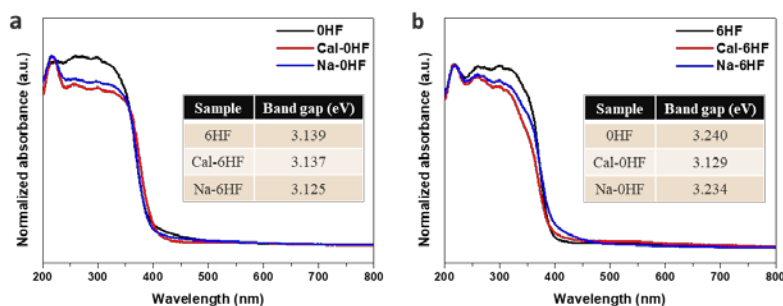 a
0HF
Cal-0HF
Na-0HF
Normalized absorbance (a.u.)
Sample Band gap (eV)
6HF 3.139
Cal-6HF 3.137
Na-6HF 3.125
200 300 400 500 600 700 800
Wavelength (nm)
b
6HF
Cal-6HF
Na-6HF
Normalized absorbance (a.u.)
Sample Band gap (eV)
0HF 3.240
Cal-0HF 3.129
Na-0HF 3.234
200 300 400 500 600 700 800
Wavelength (nm)